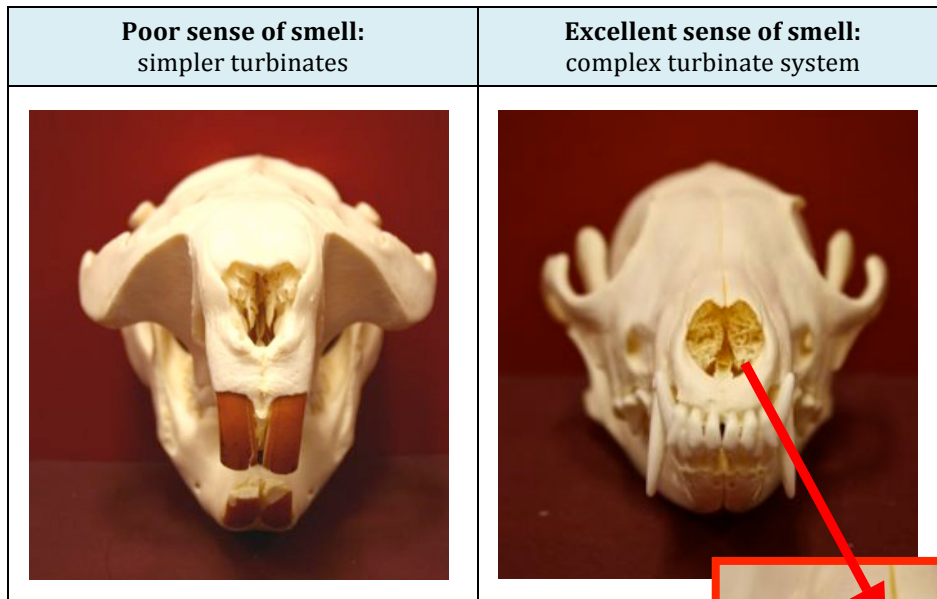 Poor sense of smell:
simpler turbinates
Excellent sense of smell:
complex turbinate system